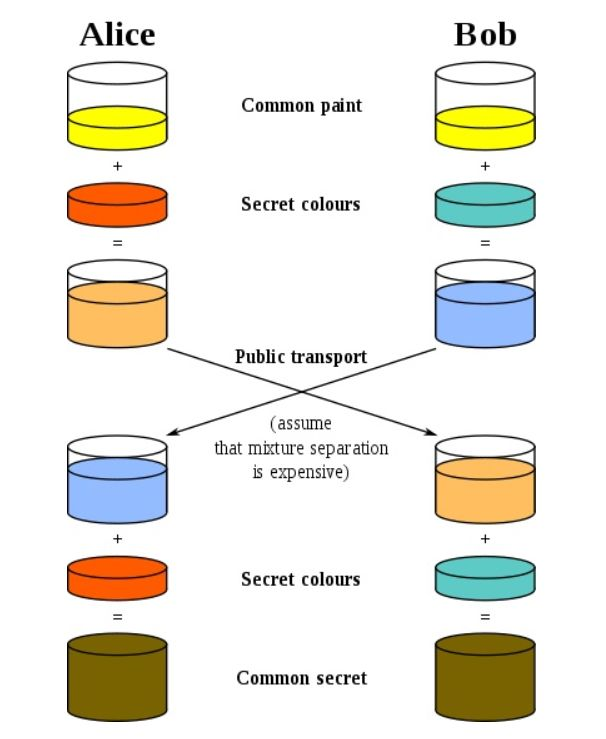 Alice Bob
Common paint
+ +
Secret colours
= =
Public transport
(assume
that mixture separation
is expensive)
+ +
Secret colours
= =
Common secret